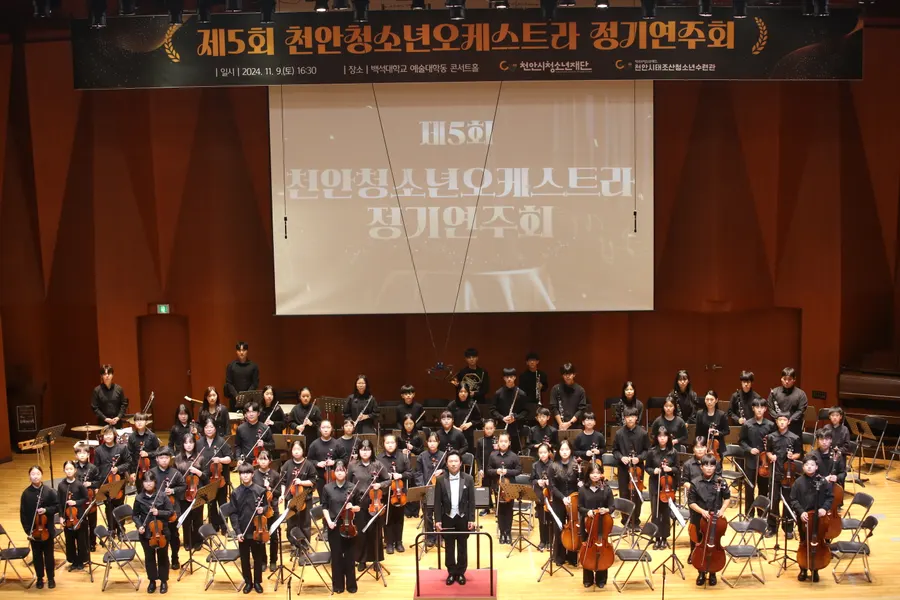 제5회 천안청소년오케스트라 정기연주회
| 일시 | 2024. 11. 9.(토) 16:30 | 장소 | 백석대학교 예술대학동 콘서트홀 천안시청소년재단 천안시태조산청소년수련관
제5회
천안청소년오케스트라
정기연주회